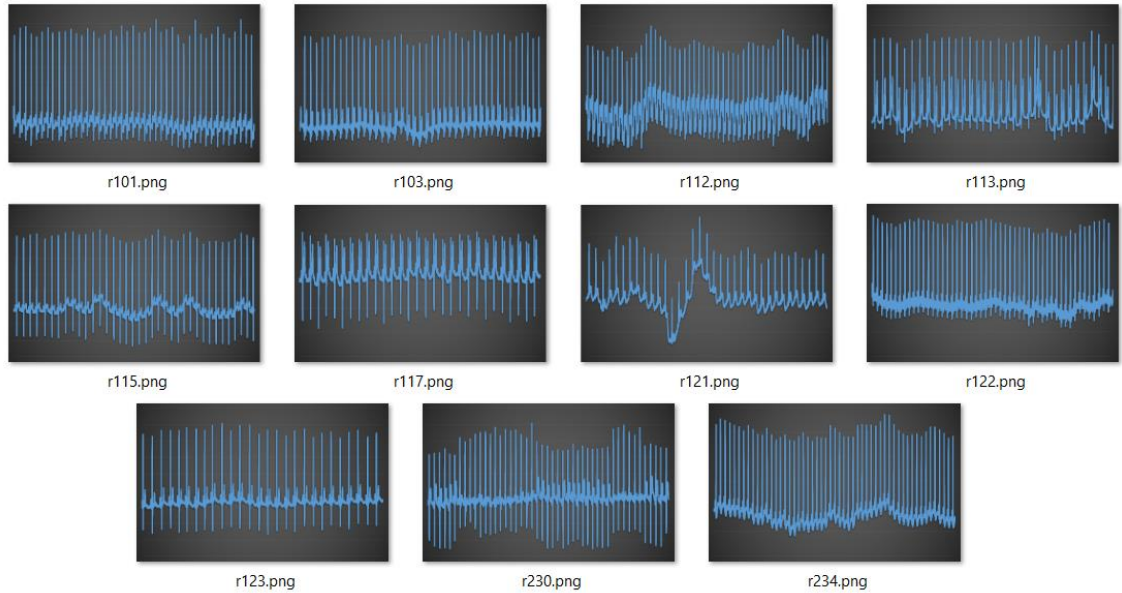 r101.png
r103.png
r112.png
r113.png
r115.png
r117.png
r121.png
r122.png
r123.png
r230.png
r234.png